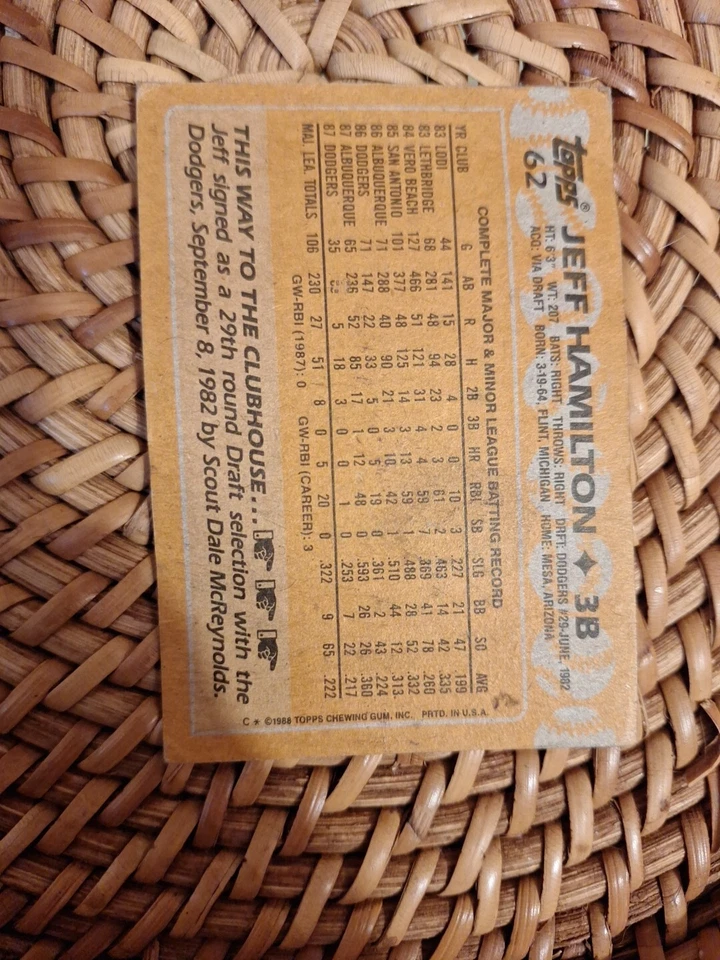 topps®
62
JEFF HAMILTON ✦ 3B
HT: 6'3" WT: 207 BATS: RIGHT THROWS: RIGHT DRFT: DODGERS #29-JUNE, 1982
ACQ: VIA DRAFT BORN: 3-19-64, FLINT, MICHIGAN HOME: MESA, ARIZONA
COMPLETE MAJOR & MINOR LEAGUE BATTING RECORD
YR CLUB G AB R H 2B 3B HR RBI SB SLG BB SO AVG
83 LODI 44 141 15 28 4 0 0 10 3 .227 21 47 .199
83 LETHBRIDGE 68 281 48 94 23 2 3 61 2 .463 14 42 .335
84 VERO BEACH 127 466 51 121 31 4 4 59 7 .369 41 78 .260
85 SAN ANTONIO 101 377 48 125 14 3 13 59 1 .488 28 52 .332
86 ALBUQUERQUE 71 288 40 90 21 3 10 42 1 .510 44 12 .313
86 DODGERS 71 147 22 33 5 0 5 19 0 .361 2 43 .224
87 ALBUQUERQUE 65 236 52 85 17 1 12 48 0 .593 26 26 .360
87 DODGERS 35 5 18 3 0 0 1 0 .253 7 22 .217
MAJ. LEA. TOTALS 106 230 27 51 8 0 5 20 0 .322 9 65 .222
GW-RBI (1987): 0 GW-RBI (CAREER): 3
THIS WAY TO THE CLUBHOUSE...
Jeff signed as a 29th round Draft selection with the
Dodgers, September 8, 1982 by Scout Dale McReynolds.
C * ©1988 TOPPS CHEWING GUM, INC. PRTD. IN U.S.A.